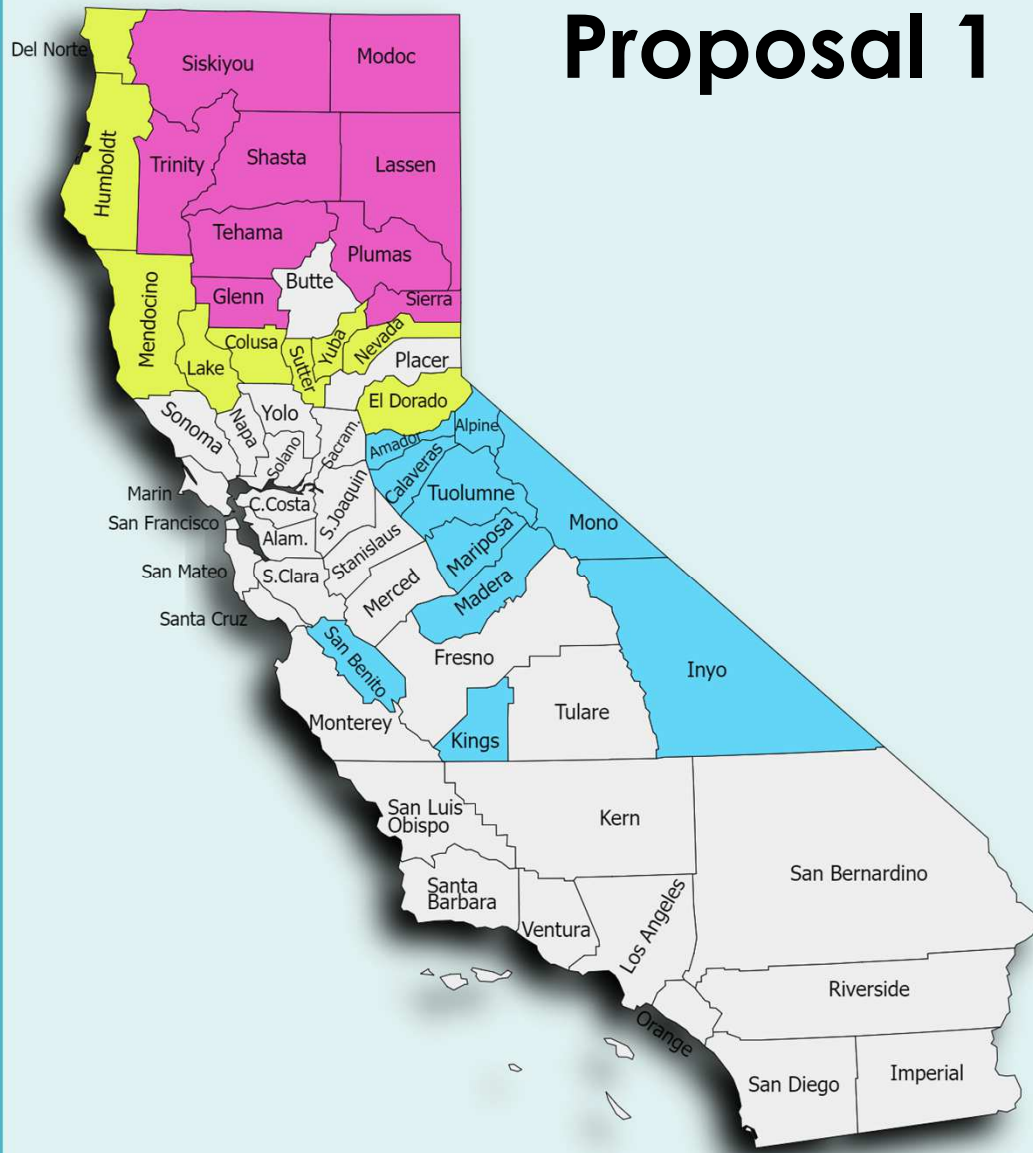 Proposal 1
Del Norte
Siskiyou
Modoc
Humboldt
Trinity
Shasta
Lassen
Tehama
Plumas
Butte
Glenn
Sierra
Mendocino
Colusa
Lake
Sutter
Yuba
Nevada
Placer
El Dorado
Sonoma
Napa
Yolo
Solano
Sacram.
Amador
Alpine
Calaveras
Tuolumne
Mono
Marin
San Francisco
C.Costa
Alam.
S.Joaquin
Stanislaus
Mariposa
San Mateo
S.Clara
Merced
Madera
Santa Cruz
San Benito
Fresno
Inyo
Monterey
Kings
Tulare
San Luis
Obispo
Kern
San Bernardino
Santa
Barbara
Ventura
Los Angeles
Riverside
Orange
San Diego
Imperial